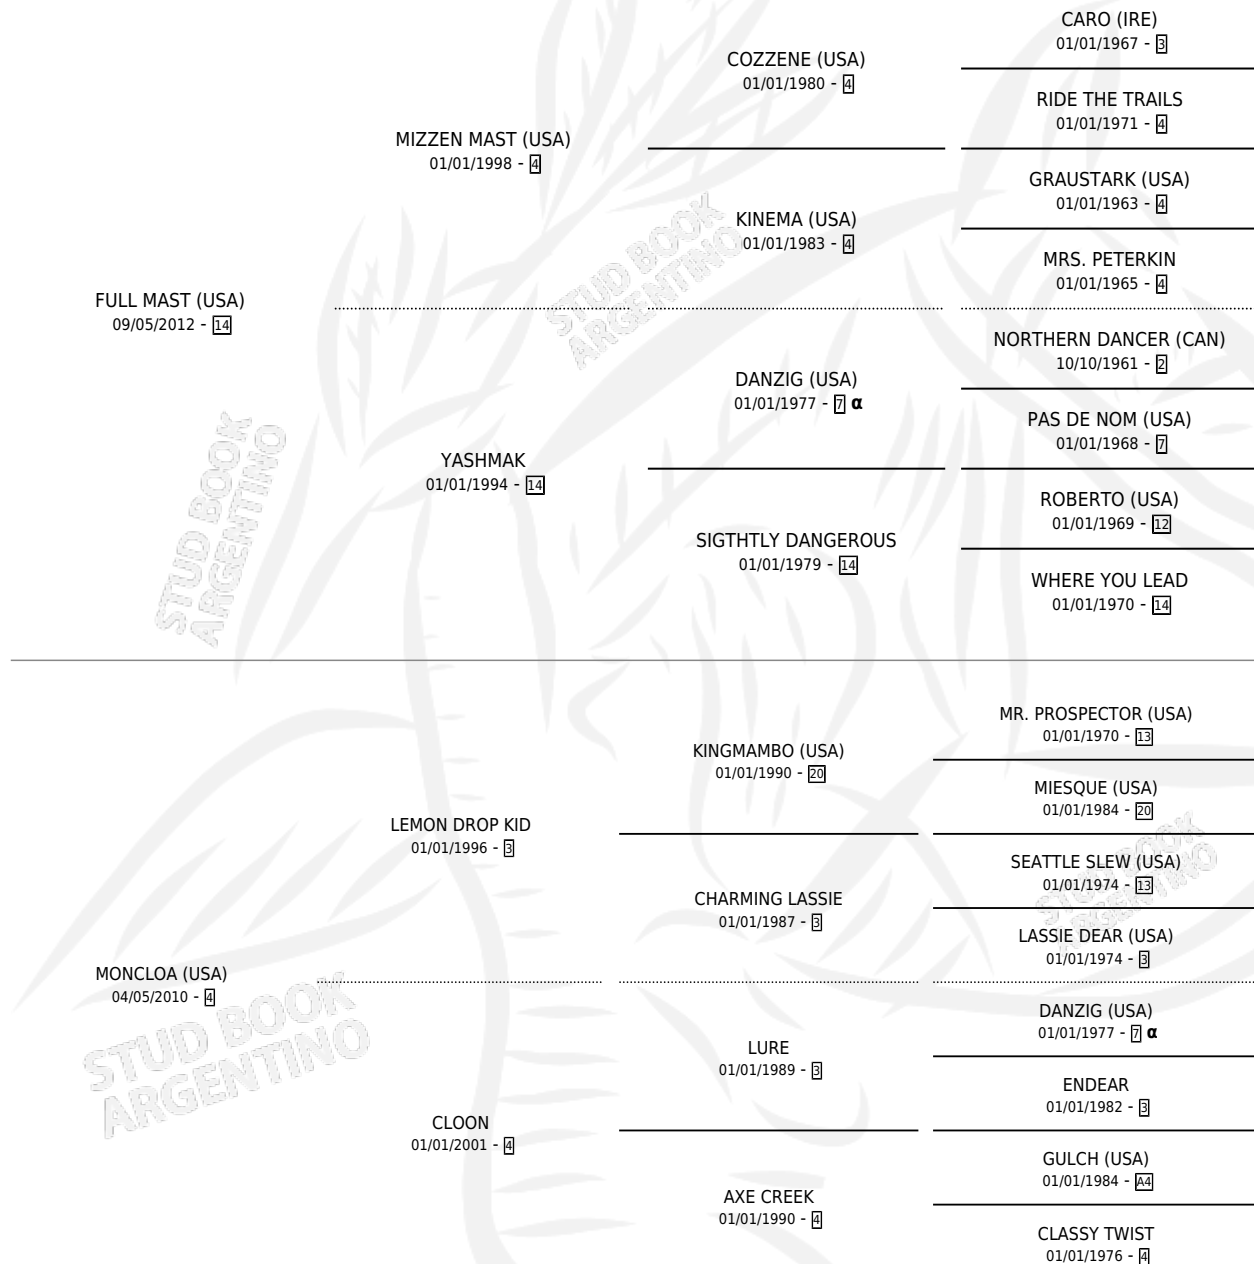 CARO (IRE)
01/01/1967 - 3
COZZENE (USA)
01/01/1980 - 4
RIDE THE TRAILS
01/01/1971 - 4
MIZZEN MAST (USA)
01/01/1998 - 4
GRAUSTARK (USA)
01/01/1963 - 4
KINEMA (USA)
01/01/1983 - 4
MRS. PETERKIN
01/01/1965 - 4
FULL MAST (USA)
09/05/2012 - 14
NORTHERN DANCER (CAN)
10/10/1961 - 2
DANZIG (USA)
01/01/1977 - 7 α
PAS DE NOM (USA)
01/01/1968 - 7
YASHMAK
01/01/1994 - 14
ROBERTO (USA)
01/01/1969 - 12
SIGTHTLY DANGEROUS
01/01/1979 - 14
WHERE YOU LEAD
01/01/1970 - 14
MR. PROSPECTOR (USA)
01/01/1970 - 13
KINGMAMBO (USA)
01/01/1990 - 20
MIESQUE (USA)
01/01/1984 - 20
LEMON DROP KID
01/01/1996 - 3
SEATTLE SLEW (USA)
01/01/1974 - 13
CHARMING LASSIE
01/01/1987 - 3
LASSIE DEAR (USA)
01/01/1974 - 3
MONCLOA (USA)
04/05/2010 - 4
DANZIG (USA)
01/01/1977 - 7 α
LURE
01/01/1989 - 3
ENDEAR
01/01/1982 - 3
CLOON
01/01/2001 - 4
GULCH (USA)
01/01/1984 - A4
AXE CREEK
01/01/1990 - 4
CLASSY TWIST
01/01/1976 - 4
STUD BOOK
ARGENTINO
STUD BOOK
ARGENTINO
STUD BOOK
ARGENTINO
STUD BOOK
ARGENTINO